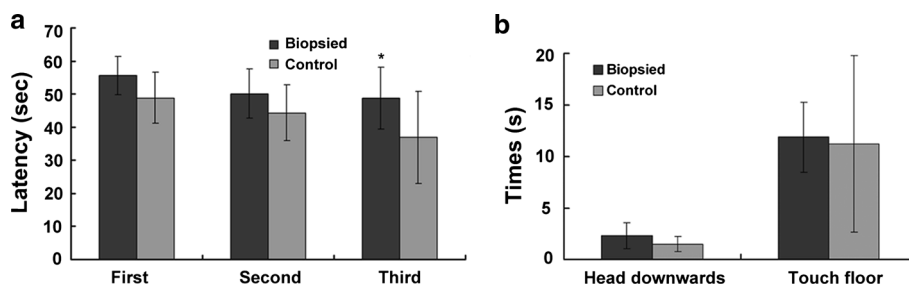 a
Latency (sec)
70
60
50
40
30
20
10
0
Biopsied
Control
*
First Second Third
b
Times (s)
20
15
10
5
0
Biopsied
Control
Head downwards Touch floor